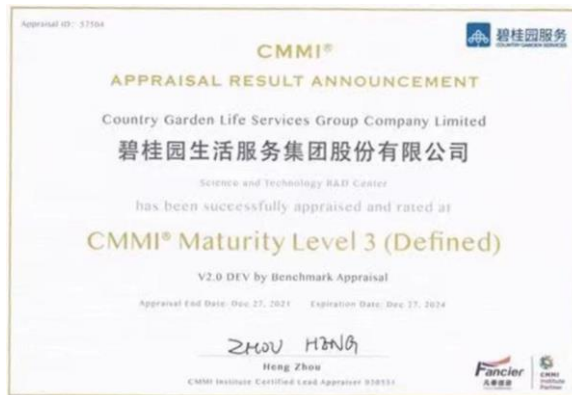 Appraisal ID: 57504
碧桂园服务
COUNTRY GARDEN SERVICES
CMMI®
APPRAISAL RESULT ANNOUNCEMENT
Country Garden Life Services Group Company Limited
碧桂园生活服务集团股份有限公司
Science and Technology R&D Center
has been successfully appraised and rated at
CMMI® Maturity Level 3 (Defined)
V2.0 DEV by Benchmark Appraisal
Appraisal End Date: Dec 27, 2021 Expiration Date: Dec 27, 2024
ZHOU HENG
Heng Zhou
CMMI Institute Certified Lead Appraiser
Fancier
CMMI
Institute
Partner